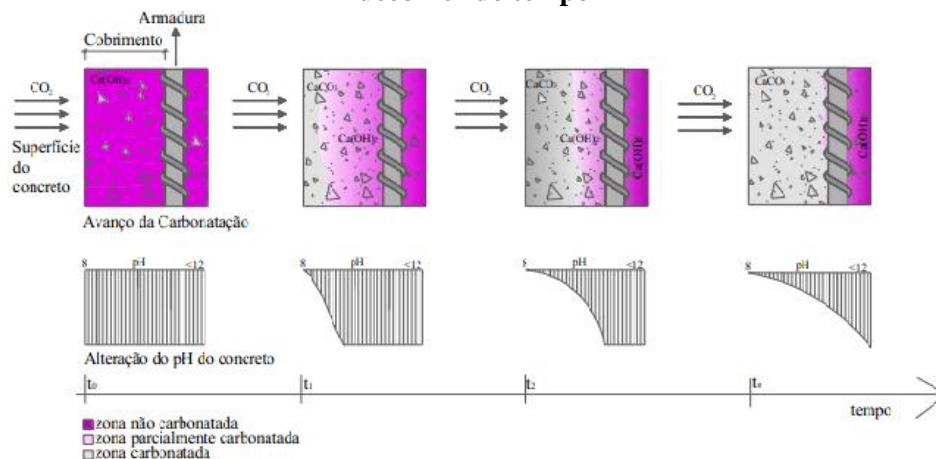 Armadura
Cobrimento
Ca(OH)₂
CO₂
Superfície
do
concreto
CO₂
CaCO₃
Ca(OH)₂
CO₂
CaCO₃
Ca(OH)₂
Ca(OH)₂
CO₂
CaCO₃
Ca(OH)₂
Avanço da Carbonatação
8 pH <12
8 pH <12
8 pH <12
8 pH <12
Alteração do pH do concreto
t₀ t₁ t₂ tₙ
tempo
zona não carbonatada
zona parcialmente carbonatada
zona carbonatada